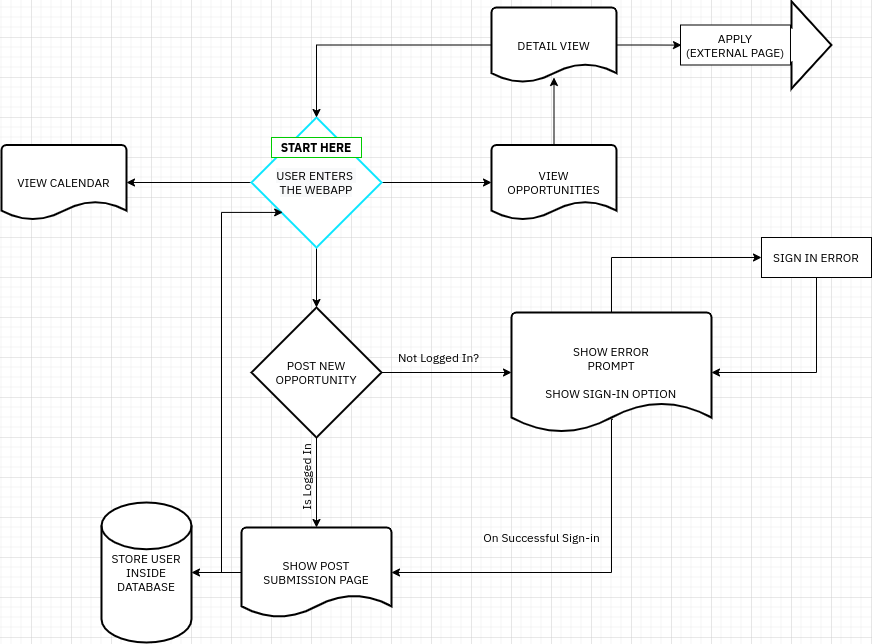 DETAIL VIEW
APPLY
(EXTERNAL PAGE)
START HERE
USER ENTERS
THE WEBAPP
VIEW CALENDAR
VIEW
OPPORTUNITIES
SIGN IN ERROR
POST NEW
OPPORTUNITY
Not Logged In?
SHOW ERROR
PROMPT
SHOW SIGN-IN OPTION
Is Logged In
On Successful Sign-in
STORE USER
INSIDE
DATABASE
SHOW POST
SUBMISSION PAGE